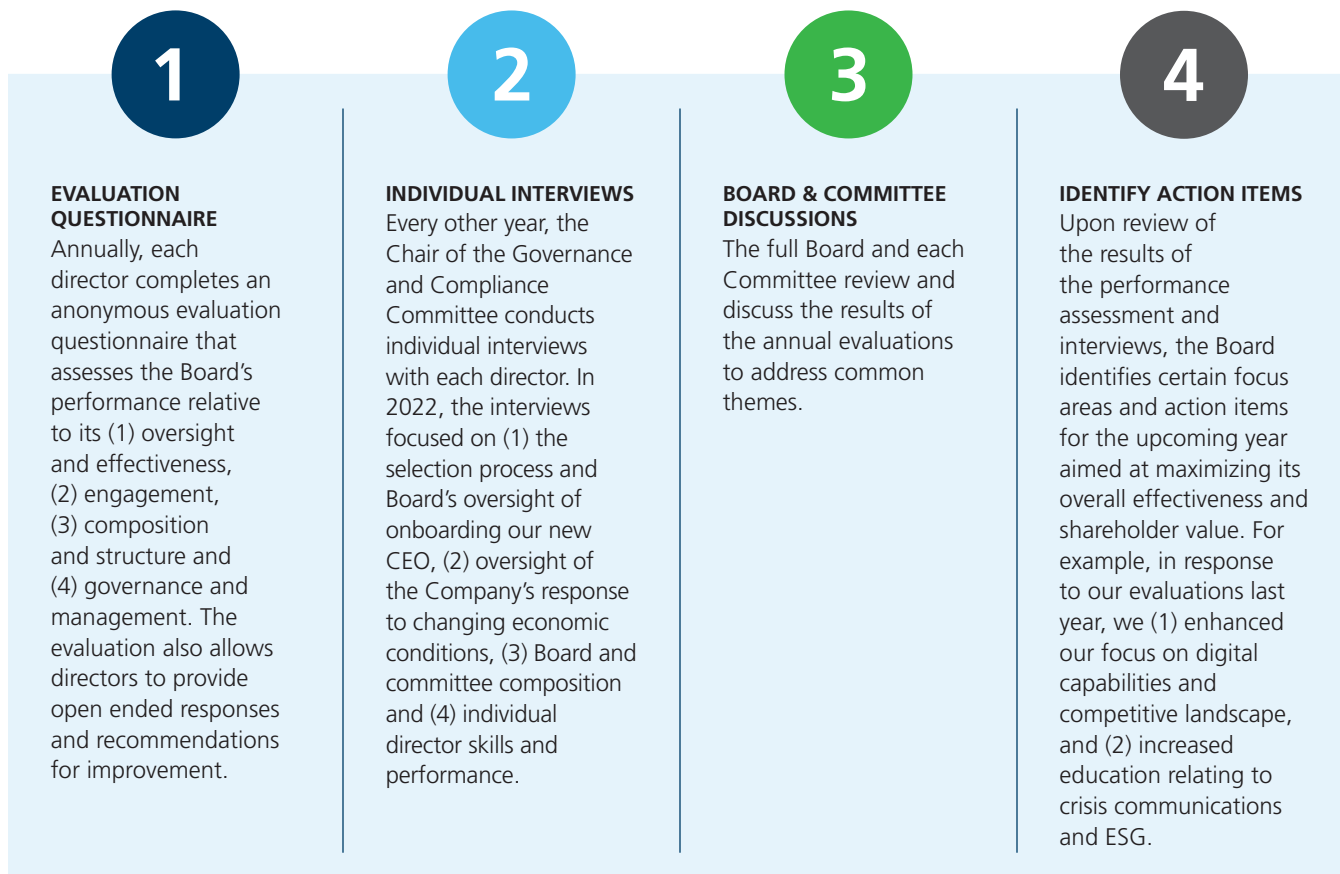 1
EVALUATION
QUESTIONNAIRE
Annually, each
director completes an
anonymous evaluation
questionnaire that
assesses the Board’s
performance relative
to its (1) oversight
and effectiveness,
(2) engagement,
(3) composition
and structure and
(4) governance and
management. The
evaluation also allows
directors to provide
open ended responses
and recommendations
for improvement.
2
INDIVIDUAL INTERVIEWS
Every other year, the
Chair of the Governance
and Compliance
Committee conducts
individual interviews
with each director. In
2022, the interviews
focused on (1) the
selection process and
Board’s oversight of
onboarding our new
CEO, (2) oversight of
the Company’s response
to changing economic
conditions, (3) Board and
committee composition
and (4) individual
director skills and
performance.
3
BOARD & COMMITTEE
DISCUSSIONS
The full Board and each
Committee review and
discuss the results of
the annual evaluations
to address common
themes.
4
IDENTIFY ACTION ITEMS
Upon review of
the results of
the performance
assessment and
interviews, the Board
identifies certain focus
areas and action items
for the upcoming year
aimed at maximizing its
overall effectiveness and
shareholder value. For
example, in response
to our evaluations last
year, we (1) enhanced
our focus on digital
capabilities and
competitive landscape,
and (2) increased
education relating to
crisis communications
and ESG.